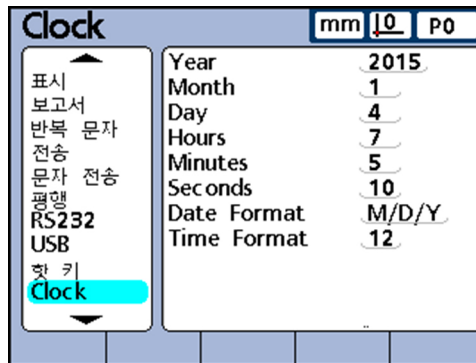 Clock
mm 0 P0
표시
보고서
반복 문자
전송
문자 전송
평행
RS232
USB
핫 키
Clock
Year 2015
Month 1
Day 4
Hours 7
Minutes 5
Seconds 10
Date Format M/D/Y
Time Format 12